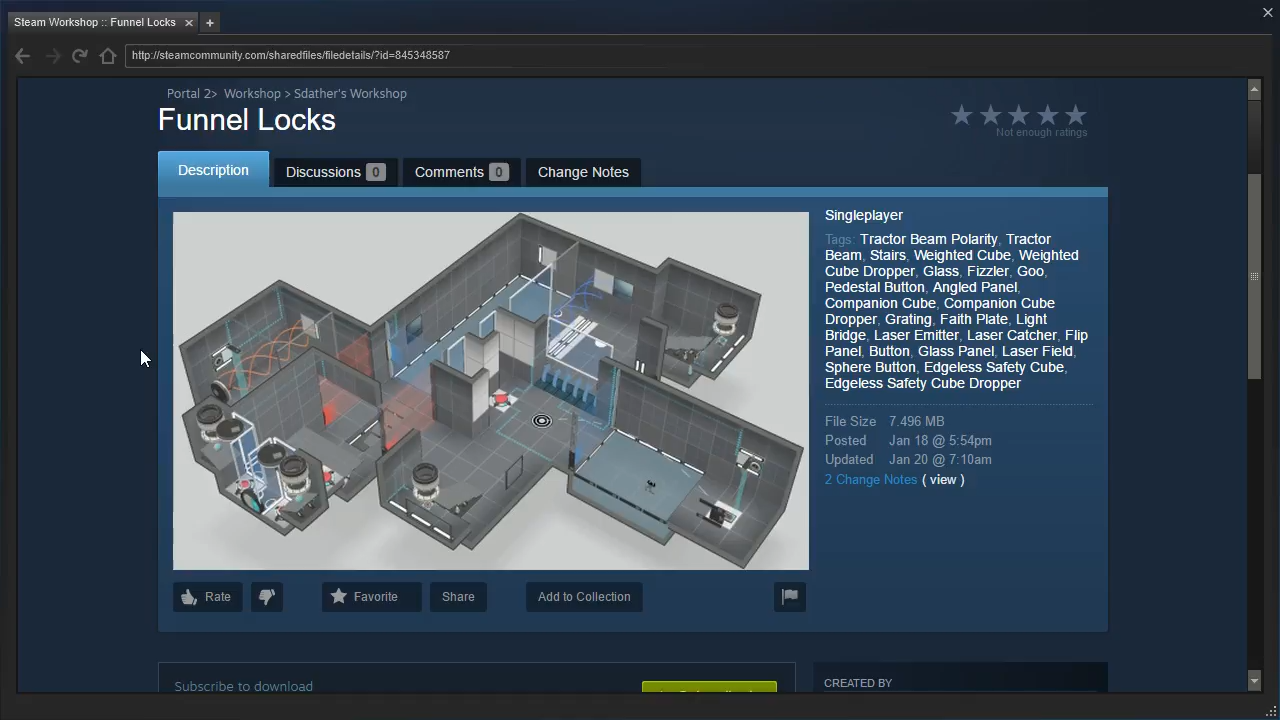 Steam Workshop :: Funnel Locks
http://steamcommunity.com/sharedfiles/filedetails/?id=845348587
Portal 2> Workshop > Sdather's Workshop
Funnel Locks
Not enough ratings
Description
Discussions 0
Comments 0
Change Notes
Singleplayer
Tags: Tractor Beam Polarity, Tractor
Beam, Stairs, Weighted Cube, Weighted
Cube Dropper, Glass, Fizzler, Goo,
Pedestal Button, Angled Panel,
Companion Cube, Companion Cube
Dropper, Grating, Faith Plate, Light
Bridge, Laser Emitter, Laser Catcher, Flip
Panel, Button, Glass Panel, Laser Field,
Sphere Button, Edgeless Safety Cube,
Edgeless Safety Cube Dropper
File Size 7.496 MB
Posted Jan 18 @ 5:54pm
Updated Jan 20 @ 7:10am
2 Change Notes ( view )
Rate
Favorite
Share
Add to Collection
Subscribe to download
CREATED BY